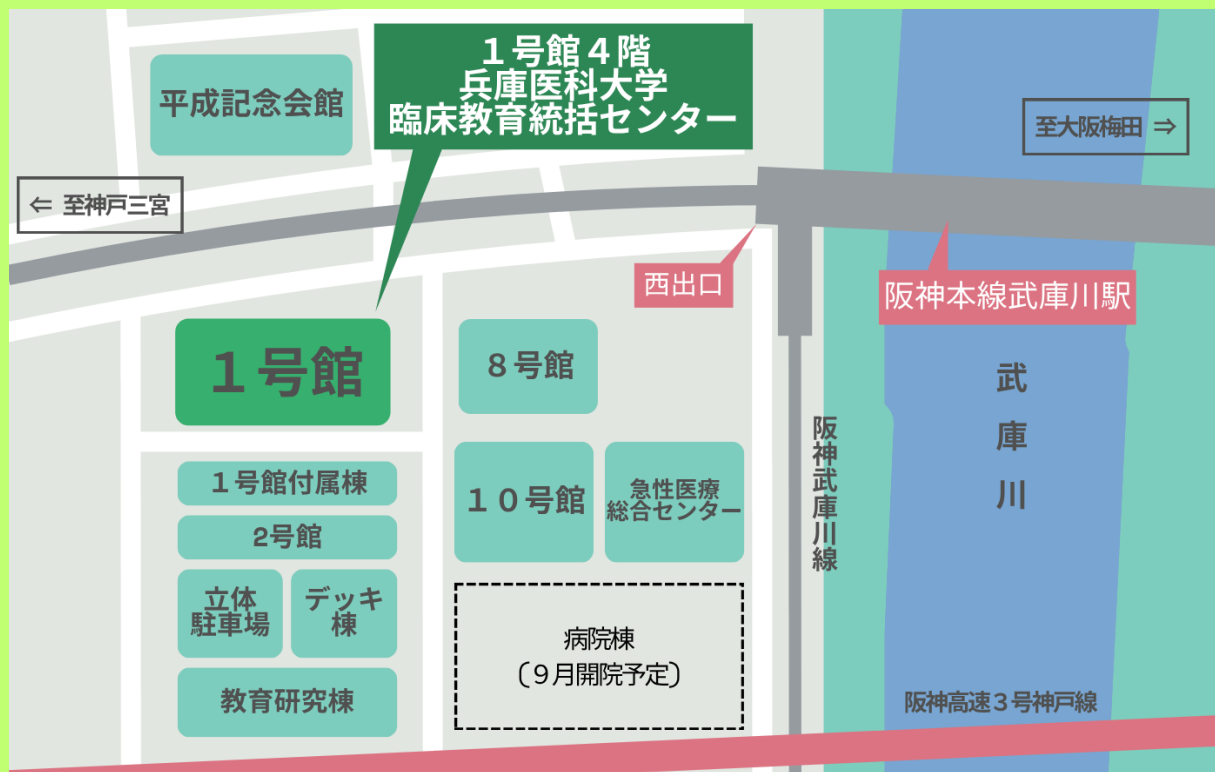 １号館４階
兵庫医科大学
臨床教育統括センター
平成記念会館
至大阪梅田 ⇒
⇐ 至神戸三宮
西出口
阪神本線武庫川駅
１号館
８号館
武庫川
阪神武庫川線
１号館付属棟
１０号館
急性医療
総合センター
2号館
立体
駐車場
デッキ
棟
病院棟
（９月開院予定）
教育研究棟
阪神高速３号神戸線